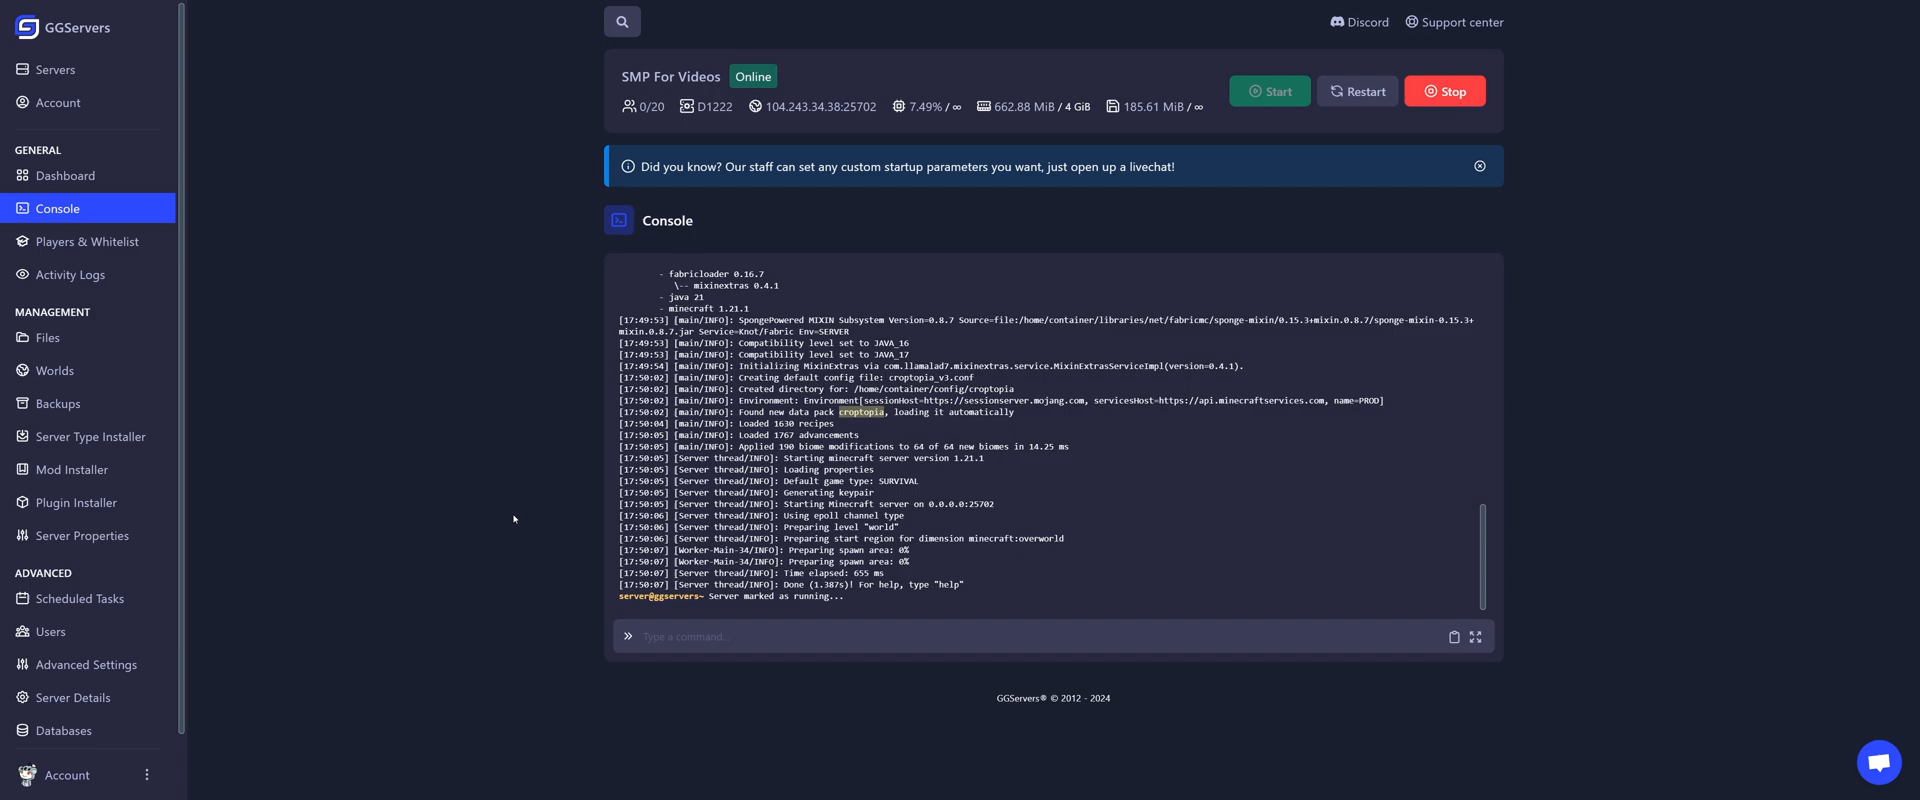 GGServers
Servers
Account
GENERAL
Dashboard
Console
Players & Whitelist
Activity Logs
MANAGEMENT
Files
Worlds
Backups
Server Type Installer
Mod Installer
Plugin Installer
Server Properties
ADVANCED
Scheduled Tasks
Users
Advanced Settings
Server Details
Databases
Account
Discord
Support center
SMP For Videos Online
0/20 D1222 104.243.34.38:25702 7.49% / ∞ 662.88 MiB / 4 GiB 185.61 MiB / ∞
Start Restart Stop
Did you know? Our staff can set any custom startup parameters you want, just open up a livechat!
Console
- fabricloader 0.16.7
\-- mixinextras 0.4.1
- java 21
- minecraft 1.21.1
[17:49:53] [main/INFO]: SpongePowered MIXIN Subsystem Version=0.8.7 Source=file:/home/container/libraries/net/fabricmc/sponge-mixin/0.15.3+mixin.0.8.7/sponge-mixin-0.15.3+
mixin.0.8.7.jar Service=Knot/Fabric Env=SERVER
[17:49:53] [main/INFO]: Compatibility level set to JAVA_16
[17:49:53] [main/INFO]: Compatibility level set to JAVA_17
[17:49:54] [main/INFO]: Initializing MixinExtras via com.llamalad7.mixinextras.service.MixinExtrasServiceImpl(version=0.4.1).
[17:50:02] [main/INFO]: Creating default config file: croptopia_v3.conf
[17:50:02] [main/INFO]: Created directory for: /home/container/config/croptopia
[17:50:02] [main/INFO]: Environment: Environment[sessionHost=https://sessionserver.mojang.com, servicesHost=https://api.minecraftservices.com, name=PROD]
[17:50:02] [main/INFO]: Found new data pack croptopia, loading it automatically
[17:50:04] [main/INFO]: Loaded 1630 recipes
[17:50:05] [main/INFO]: Loaded 1767 advancements
[17:50:05] [main/INFO]: Applied 190 biome modifications to 64 of 64 new biomes in 14.25 ms
[17:50:05] [Server thread/INFO]: Starting minecraft server version 1.21.1
[17:50:05] [Server thread/INFO]: Loading properties
[17:50:05] [Server thread/INFO]: Default game type: SURVIVAL
[17:50:05] [Server thread/INFO]: Generating keypair
[17:50:05] [Server thread/INFO]: Starting Minecraft server on 0.0.0.0:25702
[17:50:06] [Server thread/INFO]: Using epoll channel type
[17:50:06] [Server thread/INFO]: Preparing level "world"
[17:50:06] [Server thread/INFO]: Preparing start region for dimension minecraft:overworld
[17:50:07] [Worker-Main-34/INFO]: Preparing spawn area: 0%
[17:50:07] [Worker-Main-34/INFO]: Preparing spawn area: 0%
[17:50:07] [Server thread/INFO]: Time elapsed: 655 ms
[17:50:07] [Server thread/INFO]: Done (1.387s)! For help, type "help"
server@ggservers~ Server marked as running...
Type a command...
GGServers® © 2012 - 2024